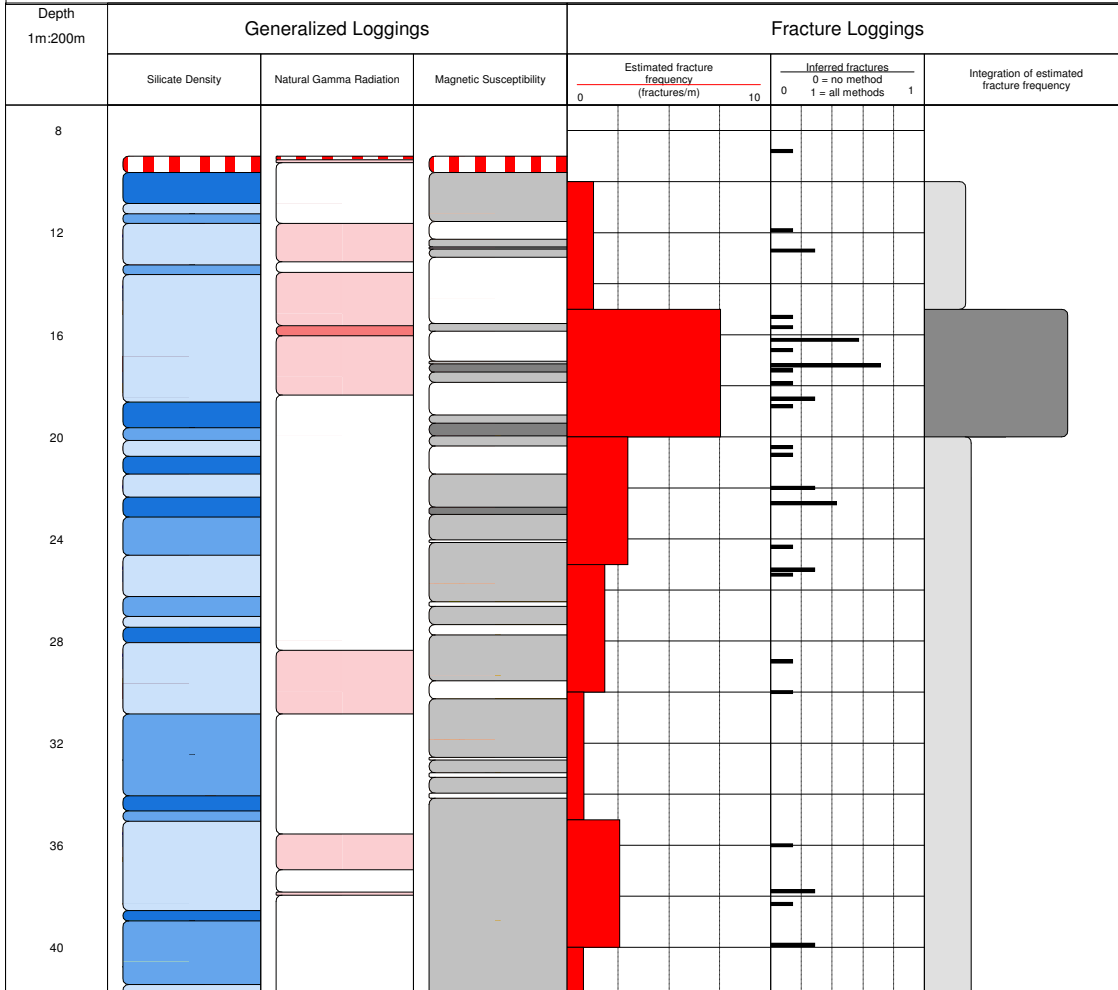 Depth
1m:200m
Generalized Loggings
Fracture Loggings
Silicate Density
Natural Gamma Radiation
Magnetic Susceptibility
Estimated fracture
frequency
(fractures/m)
0 10
Inferred fractures
0 = no method
0 1 = all methods 1
Integration of estimated
fracture frequency
8
12
16
20
24
28
32
36
40